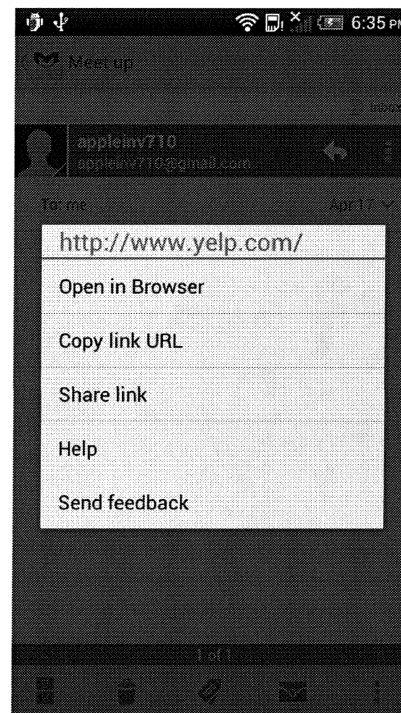 6:35 PM
Meet up
Inbox
appleinv710
appleinv710@gmail.com
To: me Apr 17
http://www.yelp.com/
Open in Browser
Copy link URL
Share link
Help
Send feedback
1 of 1